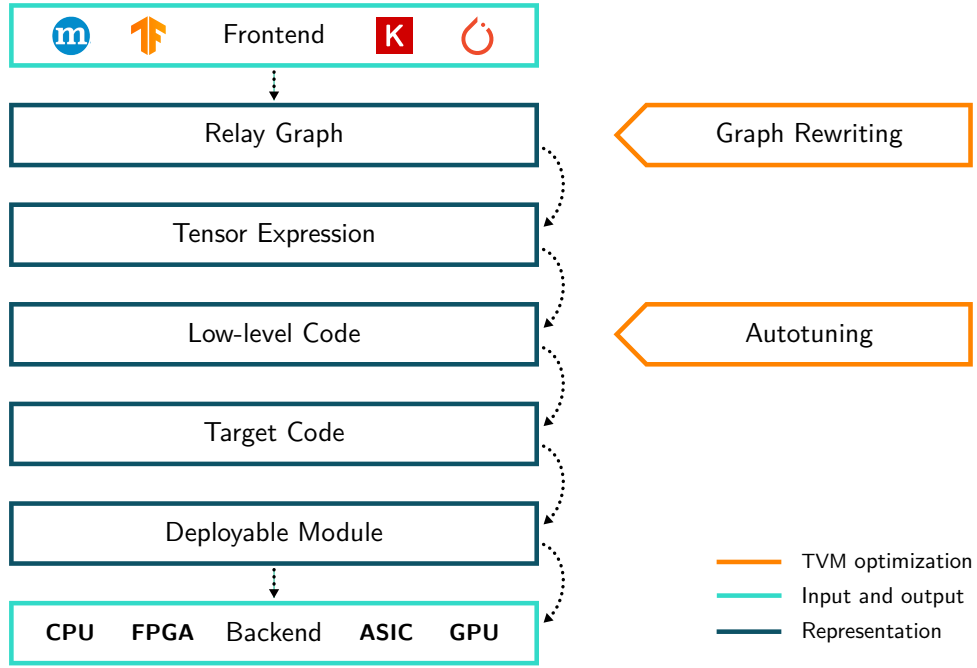 m Frontend K
Relay Graph
Graph Rewriting
Tensor Expression
Low-level Code
Autotuning
Target Code
Deployable Module
TVM optimization
Input and output
Representation
CPU FPGA Backend ASIC GPU